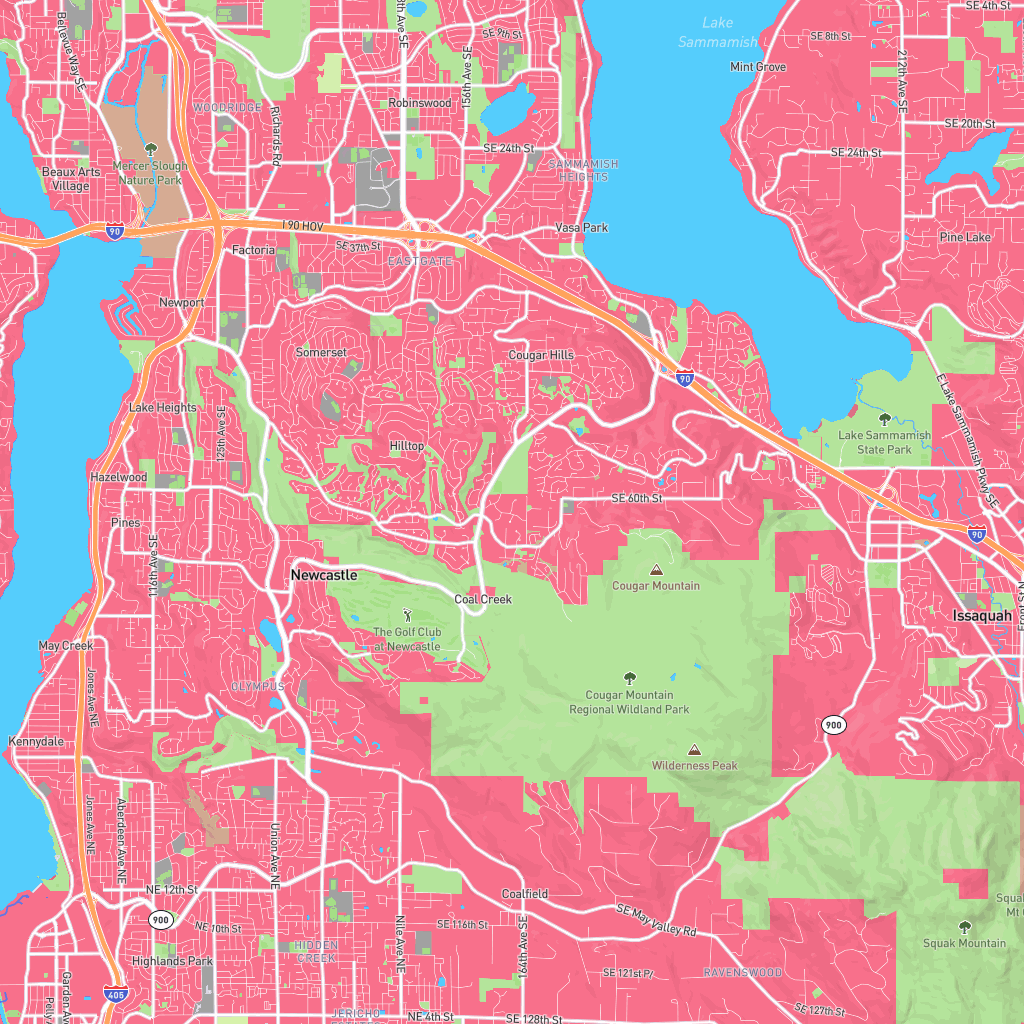 8th Ave SE
SE 9th St
Lake
Sammamish
SE 8th St
SE 4th St
Bellevue Way SE
Mint Grove
212th Ave SE
156th Ave SE
WOODRIDGE
Robinswood
Richards Rd
SE 20th St
SE 24th St
SE 24th St
Mercer Slough
Nature Park
Beaux Arts
Village
SAMMAMISH
HEIGHTS
90
I 90 HOV
Vasa Park
Pine Lake
Factoria
SE 37th St
EASTGATE
Newport
Somerset
Cougar Hills
90
E Lake Sammamish Pkwy SE
Lake Heights
125th Ave SE
Lake Sammamish
State Park
Hilltop
Hazelwood
SE 60th St
Pines
116th Ave SE
90
Newcastle
Cougar Mountain
Coal Creek
Issaquah
Front St N
The Golf Club
at Newcastle
May Creek
Jones Ave NE
OLYMPUS
Cougar Mountain
Regional Wildland Park
900
Kennydale
Wilderness Peak
Jones Ave NE
Aberdeen Ave NE
Union Ave NE
NE 12th St
Coalfield
900
NE 10th St
Nile Ave NE
SE 116th St
164th Ave SE
SE May Valley Rd
Squak
Mt
Squak Mountain
HIDDEN
CREEK
Highlands Park
SE 121st Pl
RAVENSWOOD
405
Garden Ave
Pelly
JERICHO
NE 4th St
SE 128th St
SE 127th St